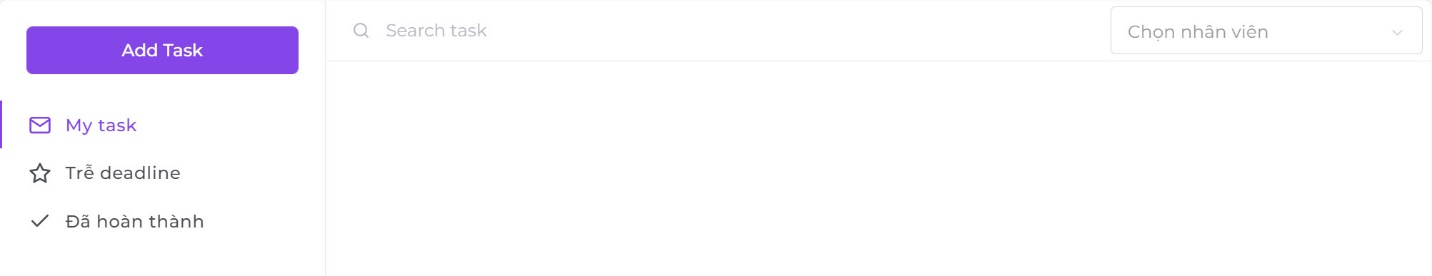 Add Task
My task
Trễ deadline
Đã hoàn thành
Search task
Chọn nhân viên